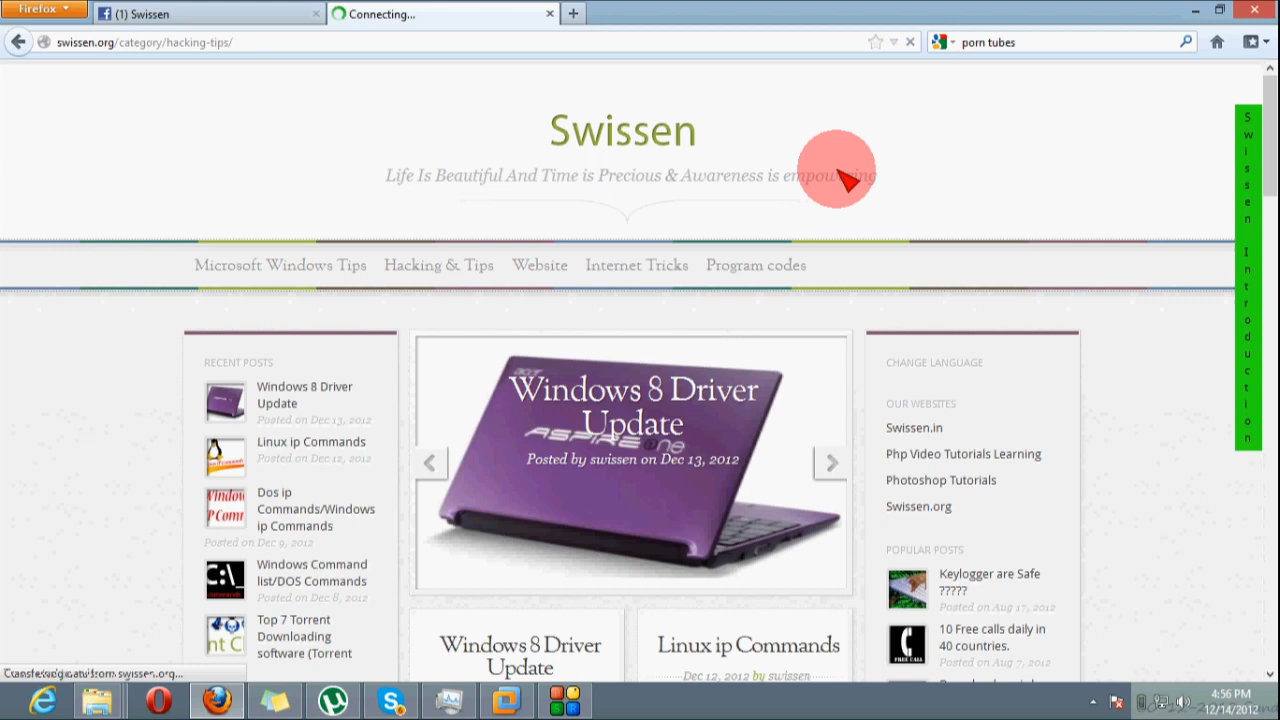 Firefox
(1) Swissen
Connecting...
swissen.org/category/hacking-tips/
porn tubes
Swissen
Life Is Beautiful And Time is Precious & Awareness is empowering
Microsoft Windows Tips Hacking & Tips Website Internet Tricks Program codes
RECENT POSTS
Windows 8 Driver
Update
Posted on Dec 13, 2012
Linux ip Commands
Posted on Dec 12, 2012
Dos ip
Commands/Windows
ip Commands
Posted on Dec 9, 2012
Windows Command
list/DOS Commands
Posted on Dec 8, 2012
Top 7 Torrent
Downloading
software (Torrent
acer
Windows 8 Driver
Update
ASPIRE one
Posted by swissen on Dec 13, 2012
Windows 8 Driver
Update
Linux ip Commands
Dec 12, 2012 by swissen
CHANGE LANGUAGE
OUR WEBSITES
Swissen.in
Php Video Tutorials Learning
Photoshop Tutorials
Swissen.org
POPULAR POSTS
Keylogger are Safe
?????
Posted on Aug 17, 2012
FREE CALL
10 Free calls daily in
40 countries.
Posted on Aug 7, 2012
Swissen Introduction
swissen.org...
4:56 PM
12/14/2012